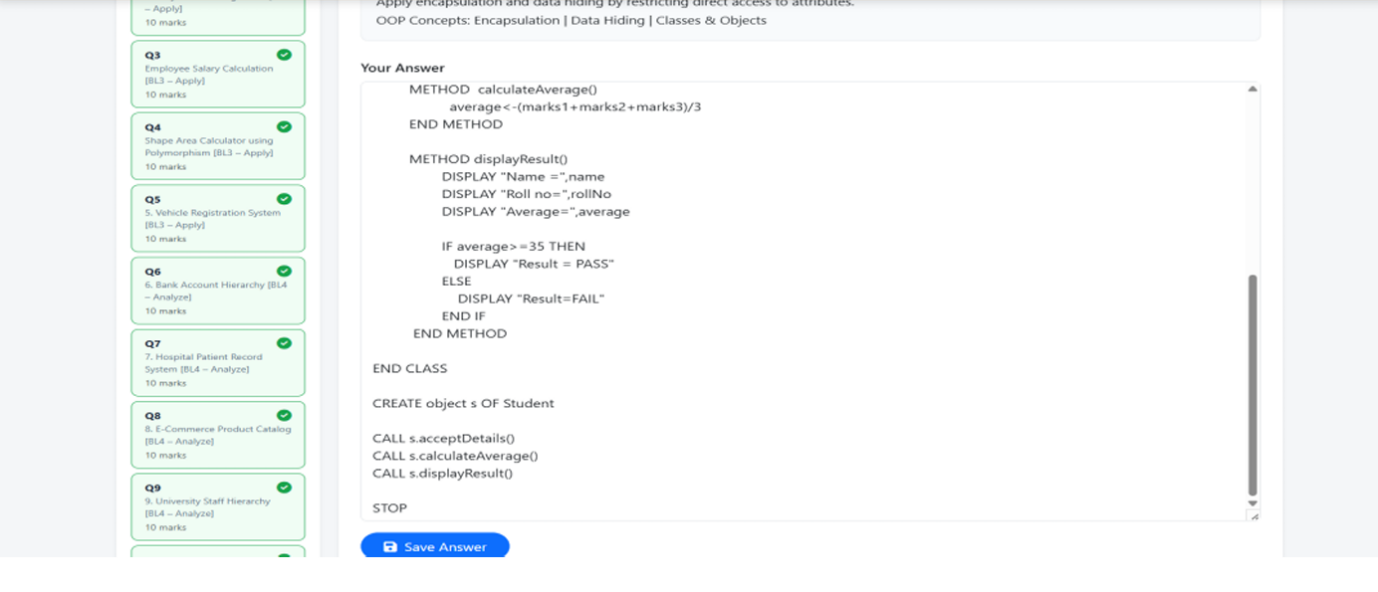 – Apply]
10 marks
Q3
Employee Salary Calculation
[BL3 – Apply]
10 marks
Q4
Shape Area Calculator using
Polymorphism [BL3 – Apply]
10 marks
Q5
5. Vehicle Registration System
[BL3 – Apply]
10 marks
Q6
6. Bank Account Hierarchy [BL4
– Analyze]
10 marks
Q7
7. Hospital Patient Record
System [BL4 – Analyze]
10 marks
Q8
8. E-Commerce Product Catalog
[BL4 – Analyze]
10 marks
Q9
9. University Staff Hierarchy
[BL4 – Analyze]
10 marks
Apply encapsulation and data hiding by restricting direct access to attributes.
OOP Concepts: Encapsulation | Data Hiding | Classes & Objects
Your Answer
METHOD calculateAverage()
average<-(marks1+marks2+marks3)/3
END METHOD
METHOD displayResult()
DISPLAY "Name =",name
DISPLAY "Roll no=",rollNo
DISPLAY "Average=",average
IF average>=35 THEN
DISPLAY "Result = PASS"
ELSE
DISPLAY "Result=FAIL"
END IF
END METHOD
END CLASS
CREATE object s OF Student
CALL s.acceptDetails()
CALL s.calculateAverage()
CALL s.displayResult()
STOP
Save Answer